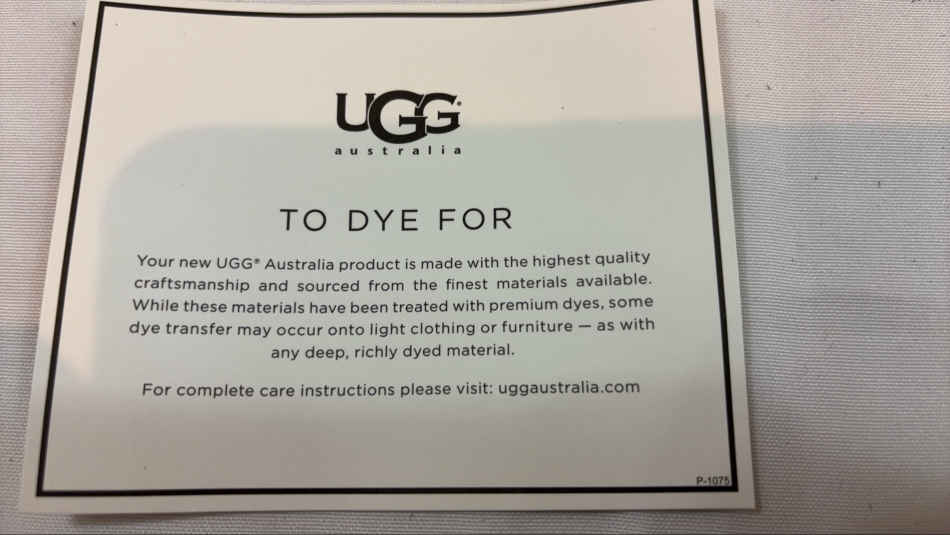 UGG®
australia
TO DYE FOR
Your new UGG® Australia product is made with the highest quality
craftsmanship and sourced from the finest materials available.
While these materials have been treated with premium dyes, some
dye transfer may occur onto light clothing or furniture — as with
any deep, richly dyed material.
For complete care instructions please visit: uggaustralia.com
P-1075